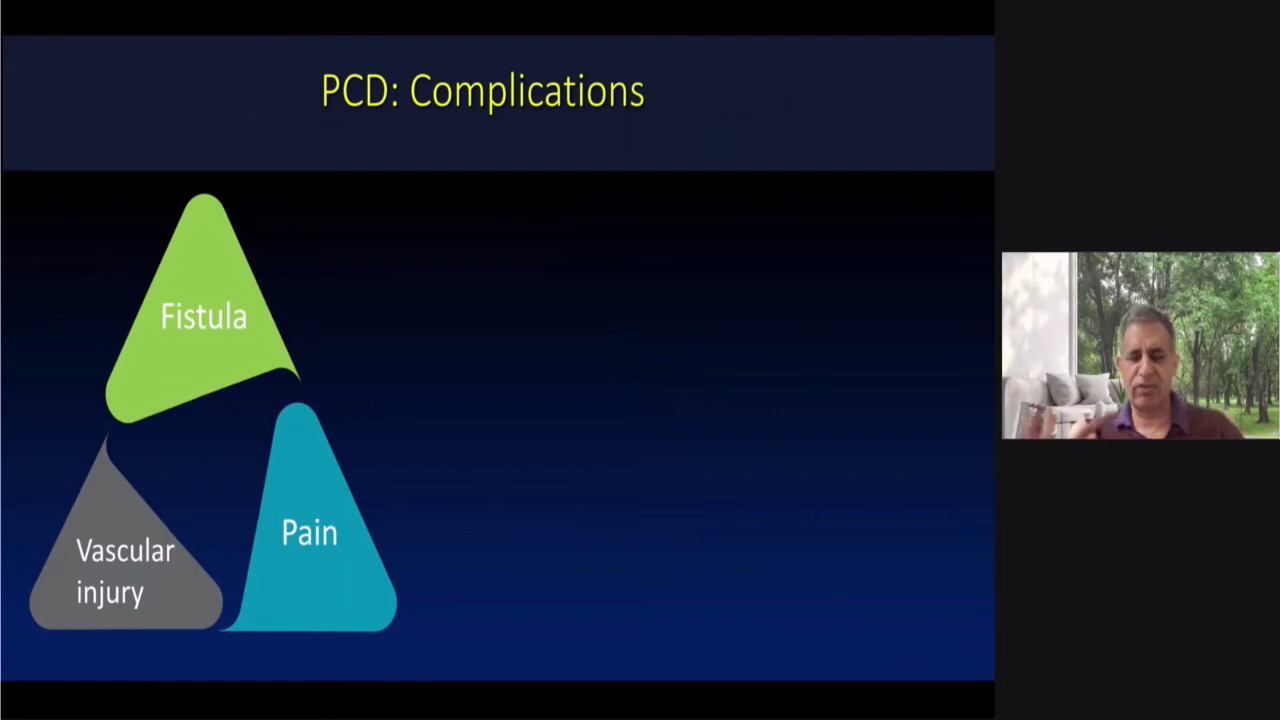 PCD: Complications
Fistula
Pain
Vascular
injury